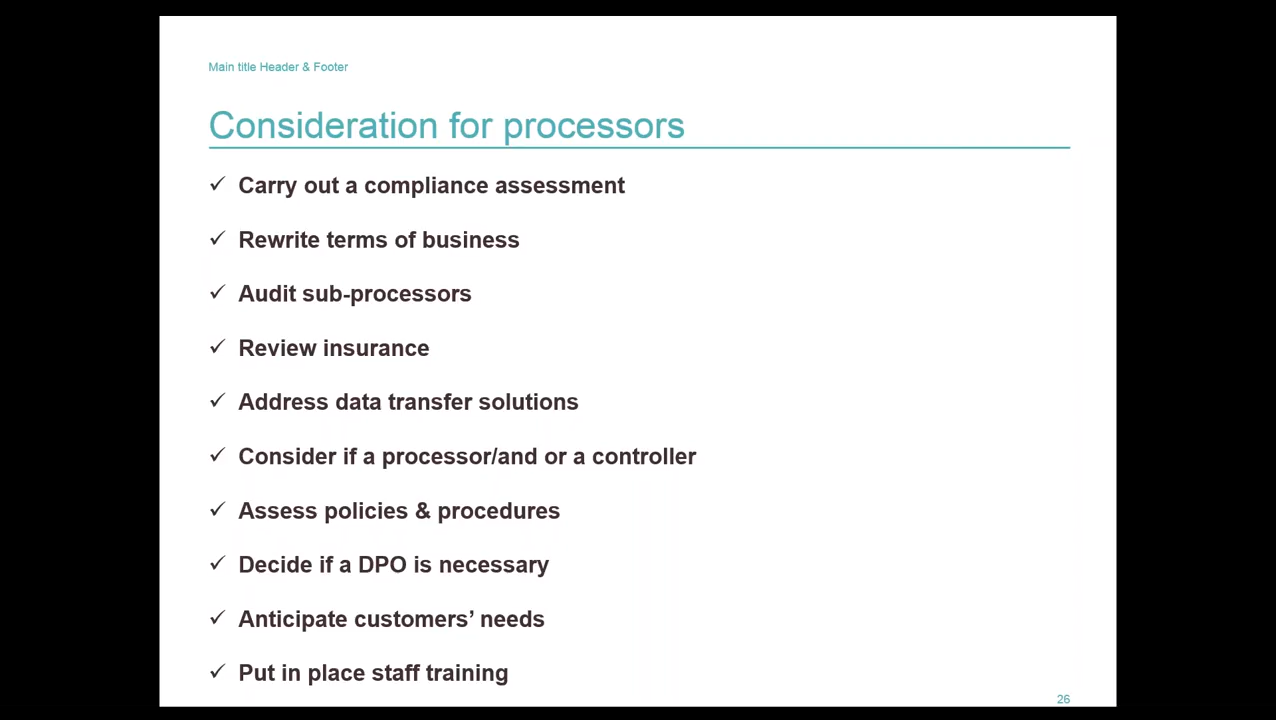 Main title Header & Footer
Consideration for processors
✓ Carry out a compliance assessment
✓ Rewrite terms of business
✓ Audit sub-processors
✓ Review insurance
✓ Address data transfer solutions
✓ Consider if a processor/and or a controller
✓ Assess policies & procedures
✓ Decide if a DPO is necessary
✓ Anticipate customers’ needs
✓ Put in place staff training
26